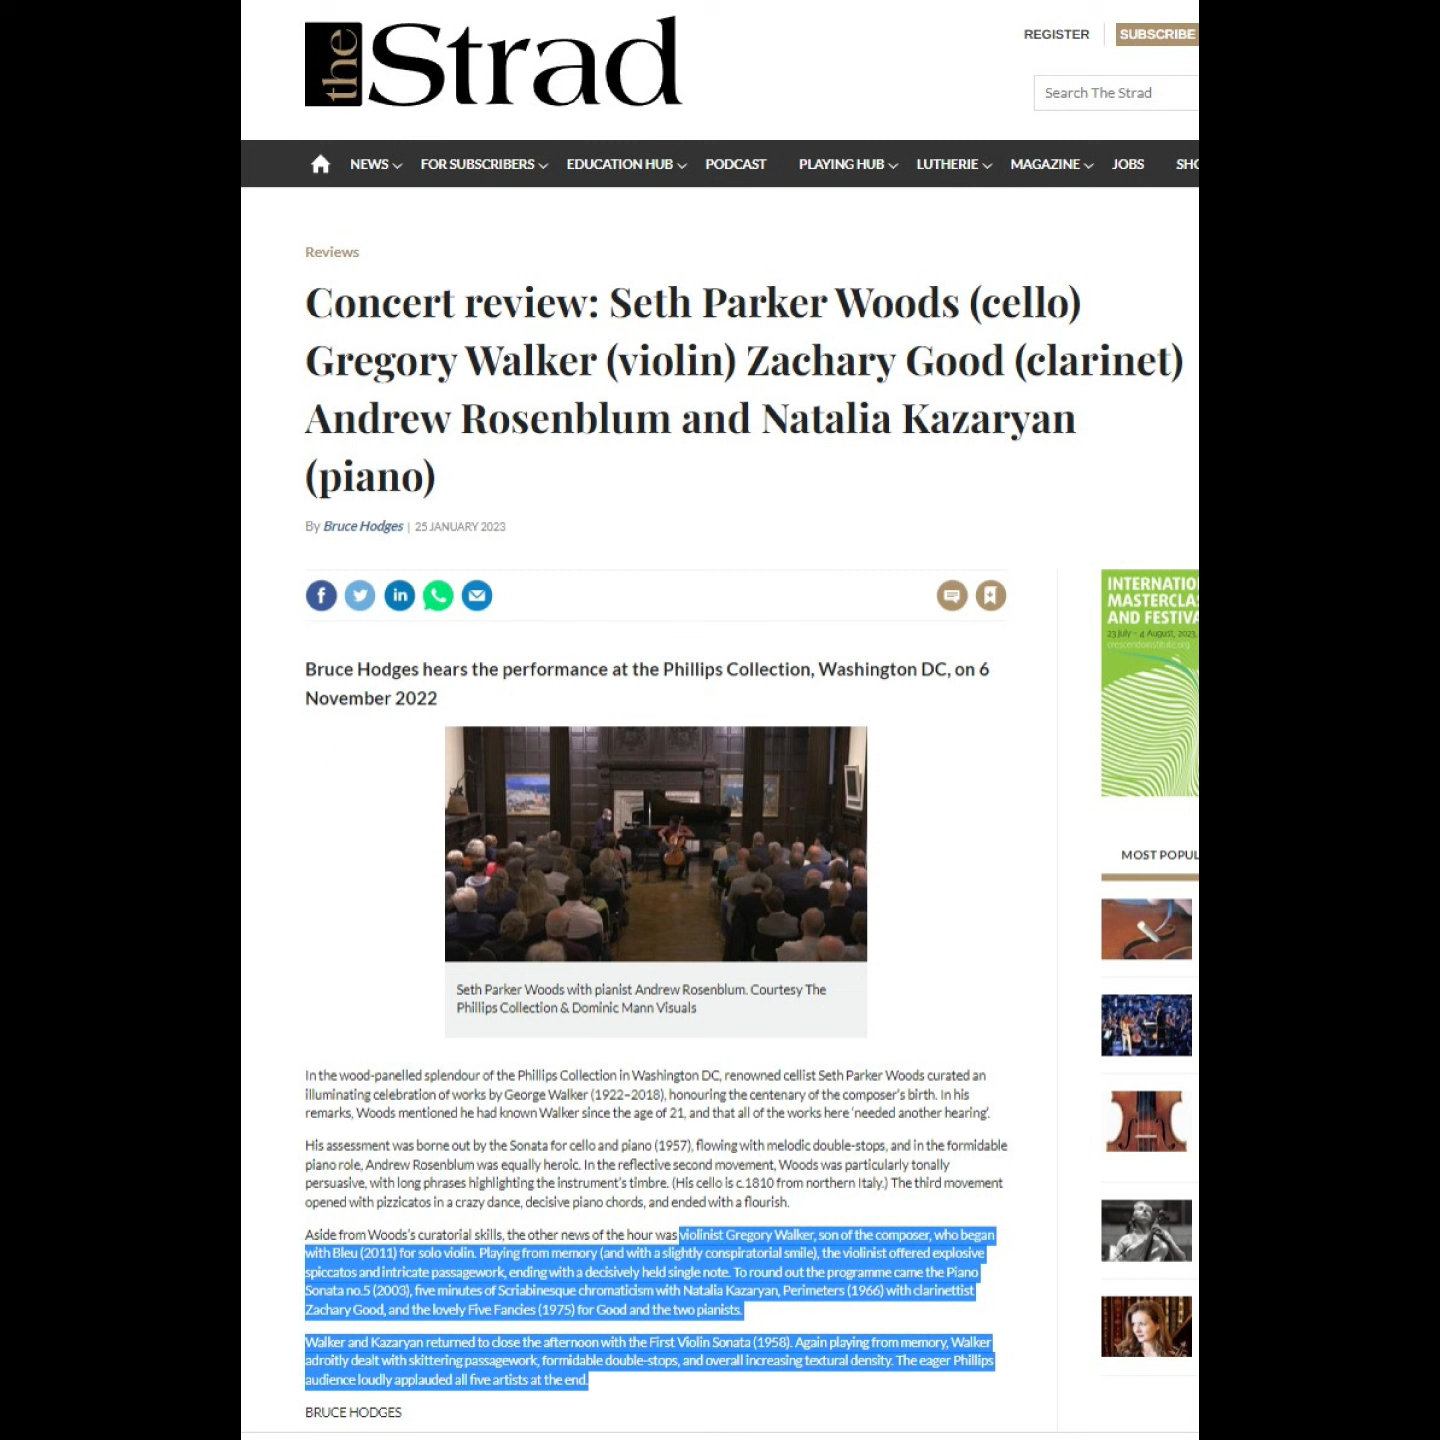 the Strad
REGISTER
SUBSCRIBE
Search The Strad
NEWS
FOR SUBSCRIBERS
EDUCATION HUB
PODCAST
PLAYING HUB
LUTHERIE
MAGAZINE
JOBS
SHO
Reviews
Concert review: Seth Parker Woods (cello)
Gregory Walker (violin) Zachary Good (clarinet)
Andrew Rosenblum and Natalia Kazaryan
(piano)
By Bruce Hodges | 25 JANUARY 2023
INTERNATIO
MASTERCLA
AND FESTIVA
23 July - 4 August, 2023,
crescendoinstitute.org
Bruce Hodges hears the performance at the Phillips Collection, Washington DC, on 6
November 2022
MOST POPUL
Seth Parker Woods with pianist Andrew Rosenblum. Courtesy The
Phillips Collection & Dominic Mann Visuals
In the wood-panelled splendour of the Phillips Collection in Washington DC, renowned cellist Seth Parker Woods curated an
illuminating celebration of works by George Walker (1922–2018), honouring the centenary of the composer's birth. In his
remarks, Woods mentioned he had known Walker since the age of 21, and that all of the works here 'needed another hearing'.
His assessment was borne out by the Sonata for cello and piano (1957), flowing with melodic double-stops, and in the formidable
piano role, Andrew Rosenblum was equally heroic. In the reflective second movement, Woods was particularly tonally
persuasive, with long phrases highlighting the instrument's timbre. (His cello is c.1810 from northern Italy.) The third movement
opened with pizzicatos in a crazy dance, decisive piano chords, and ended with a flourish.
Aside from Woods's curatorial skills, the other news of the hour was violinist Gregory Walker, son of the composer, who began
with Bleu (2011) for solo violin. Playing from memory (and with a slightly conspiratorial smile), the violinist offered explosive
spiccatos and intricate passagework, ending with a decisively held single note. To round out the programme came the Piano
Sonata no.5 (2003), five minutes of Scriabinesque chromaticism with Natalia Kazaryan, Perimeters (1966) with clarinettist
Zachary Good, and the lovely Five Fancies (1975) for Good and the two pianists.
Walker and Kazaryan returned to close the afternoon with the First Violin Sonata (1958). Again playing from memory, Walker
adroitly dealt with skittering passagework, formidable double-stops, and overall increasing textural density. The eager Phillips
audience loudly applauded all five artists at the end.
BRUCE HODGES